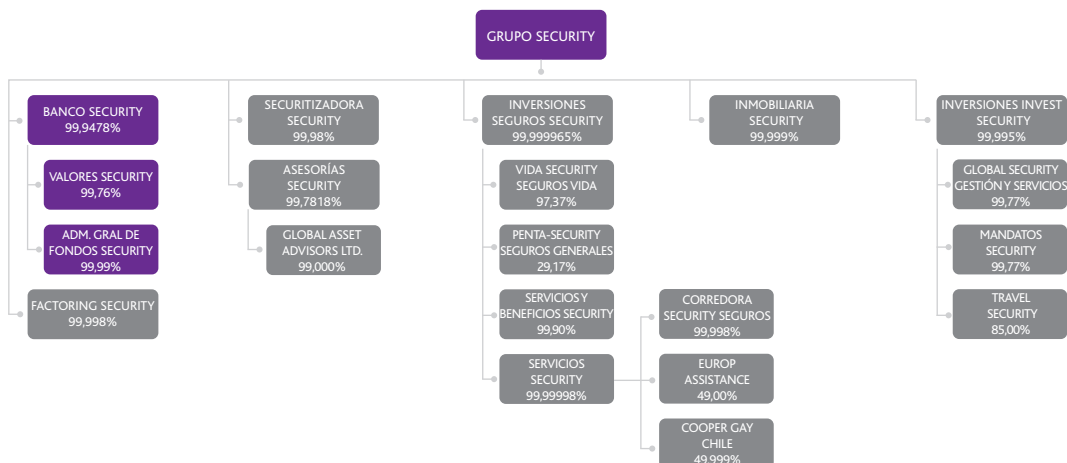 GRUPO SECURITY
BANCO SECURITY
99,9478%
VALORES SECURITY
99,76%
ADM. GRAL DE
FONDOS SECURITY
99,99%
FACTORING SECURITY
99,998%
SECURITIZADORA
SECURITY
99,98%
ASESORÍAS
SECURITY
99,7818%
GLOBAL ASSET
ADVISORS LTD.
99,000%
INVERSIONES
SEGUROS SECURITY
99,999965%
VIDA SECURITY
SEGUROS VIDA
97,37%
PENTA-SECURITY
SEGUROS GENERALES
29,17%
SERVICIOS Y
BENEFICIOS SECURITY
99,90%
SERVICIOS
SECURITY
99,99998%
CORREDORA
SECURITY SEGUROS
99,998%
EUROP
ASSISTANCE
49,00%
COOPER GAY
CHILE
49,999%
INMOBILIARIA
SECURITY
99,999%
INVERSIONES INVEST
SECURITY
99,995%
GLOBAL SECURITY
GESTIÓN Y SERVICIOS
99,77%
MANDATOS
SECURITY
99,77%
TRAVEL
SECURITY
85,00%